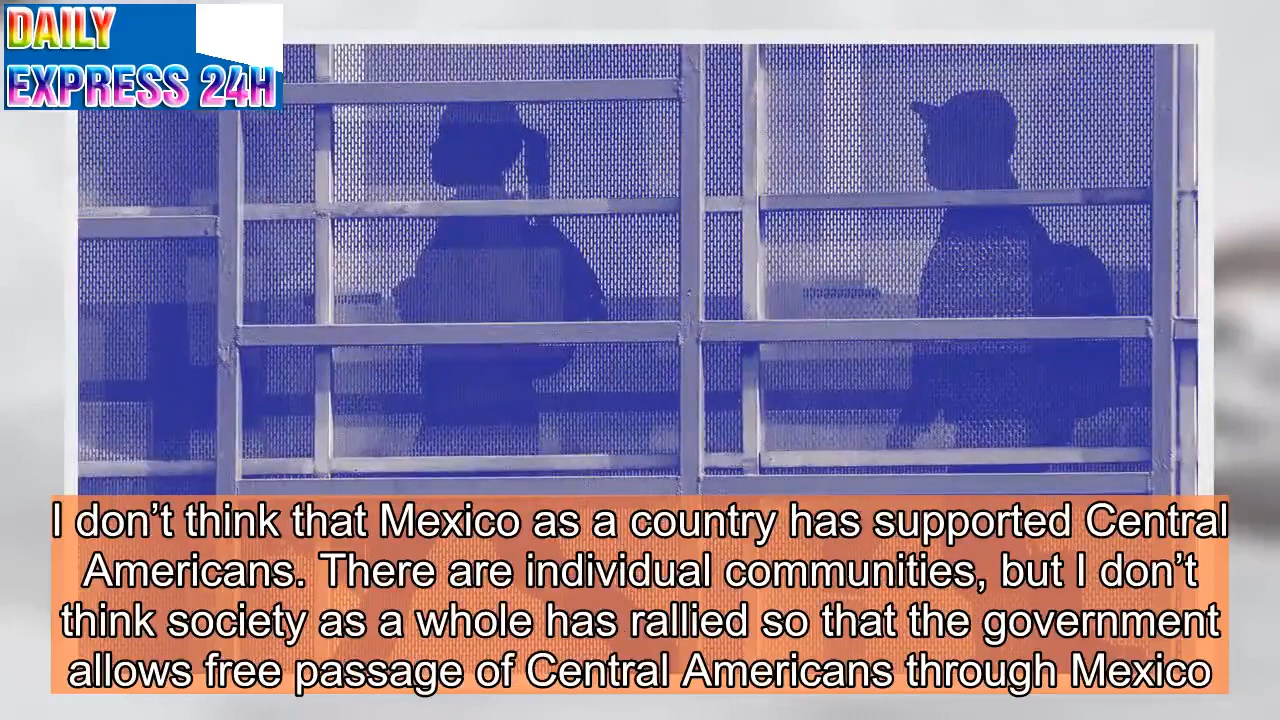 DAILY
EXPRESS 24H
I don’t think that Mexico as a country has supported Central
Americans. There are individual communities, but I don’t
think society as a whole has rallied so that the government
allows free passage of Central Americans through Mexico